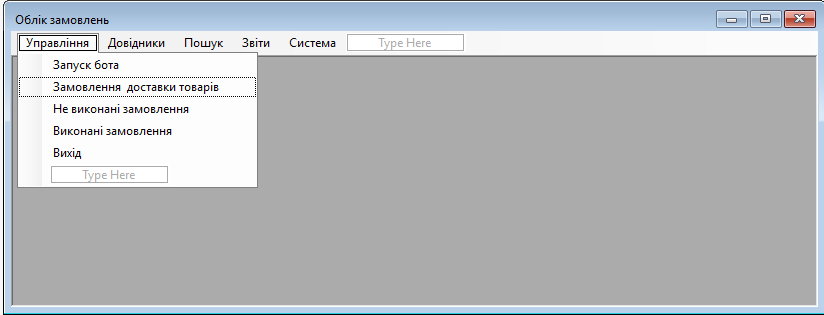 Облік замовлень
Управління Довідники Пошук Звіти Система Type Here
Запуск бота
Замовлення доставки товарів
Не виконані замовлення
Виконані замовлення
Вихід
Type Here